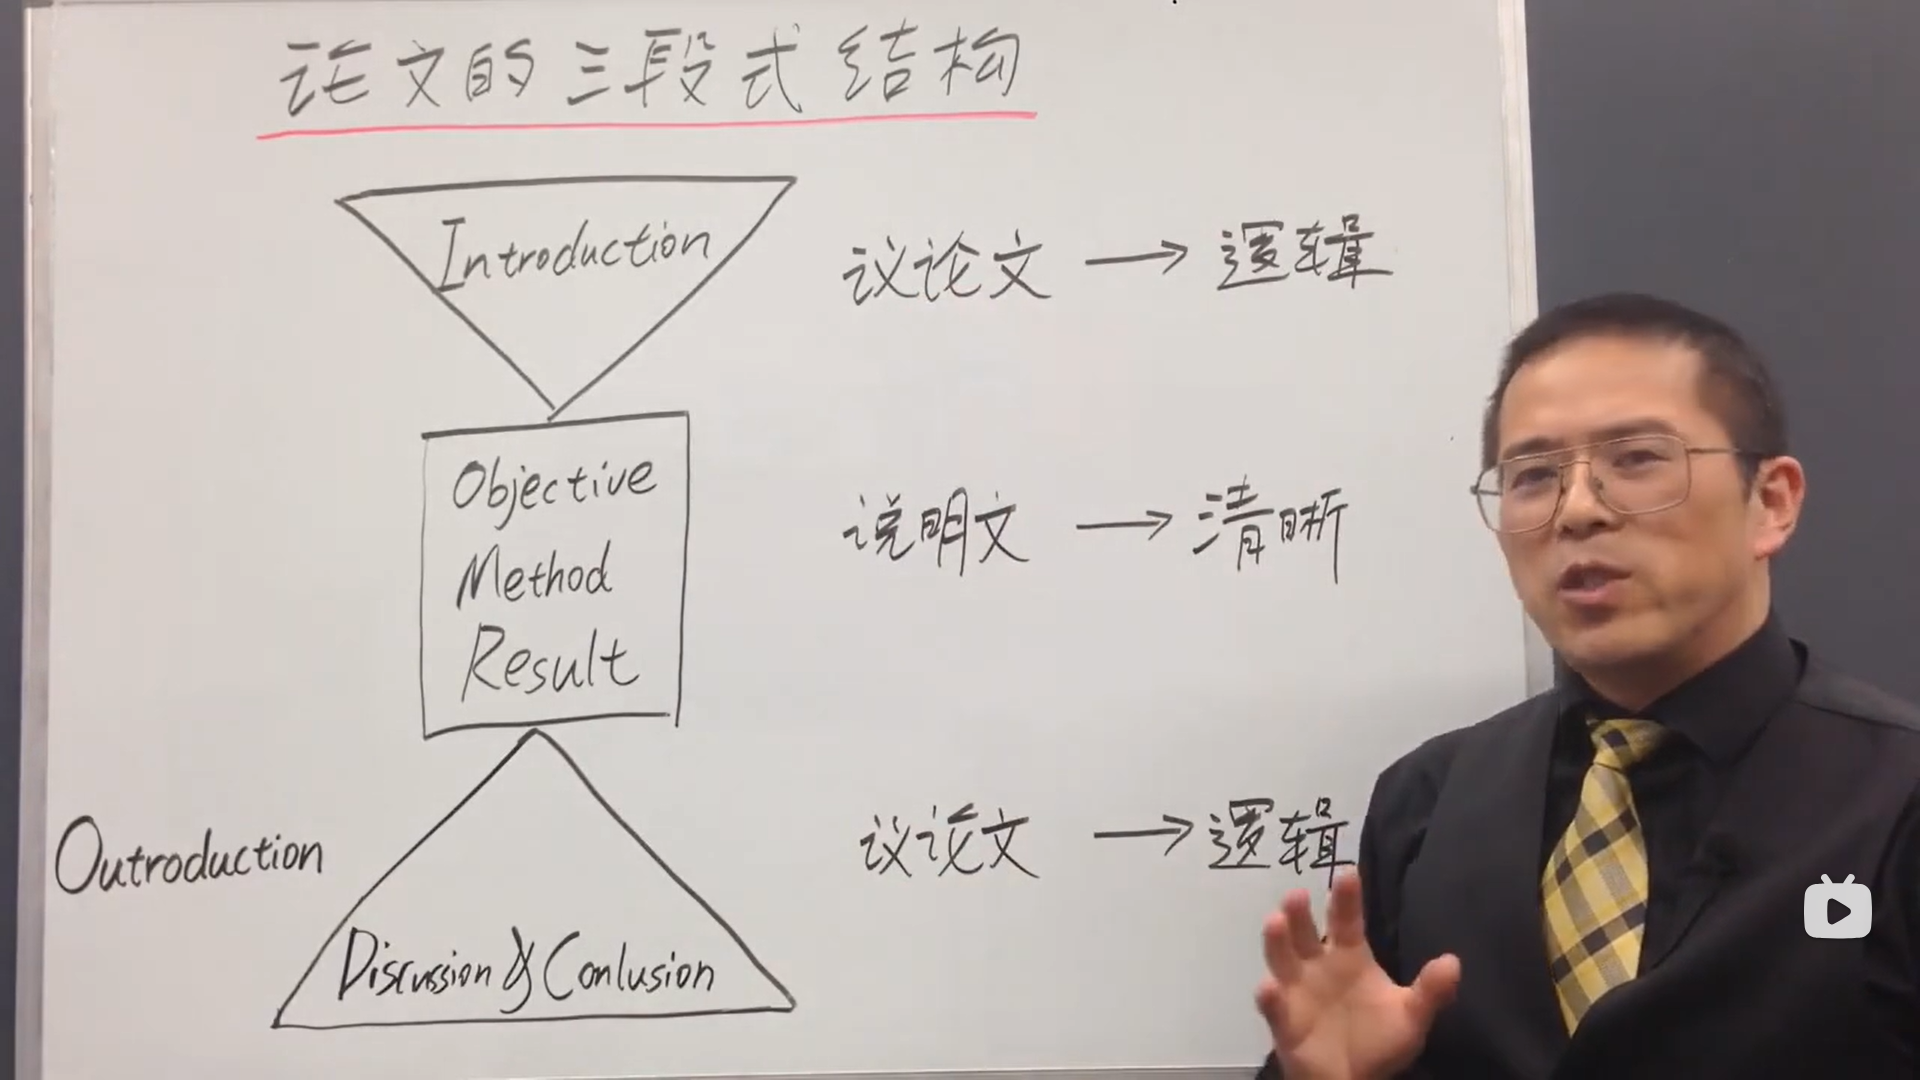 论文的三段式结构
Introduction
议论文 → 逻辑
Objective
Method
Result
说明文 → 清晰
Outroduction
议论文 → 逻辑
Discussion & Conlusion